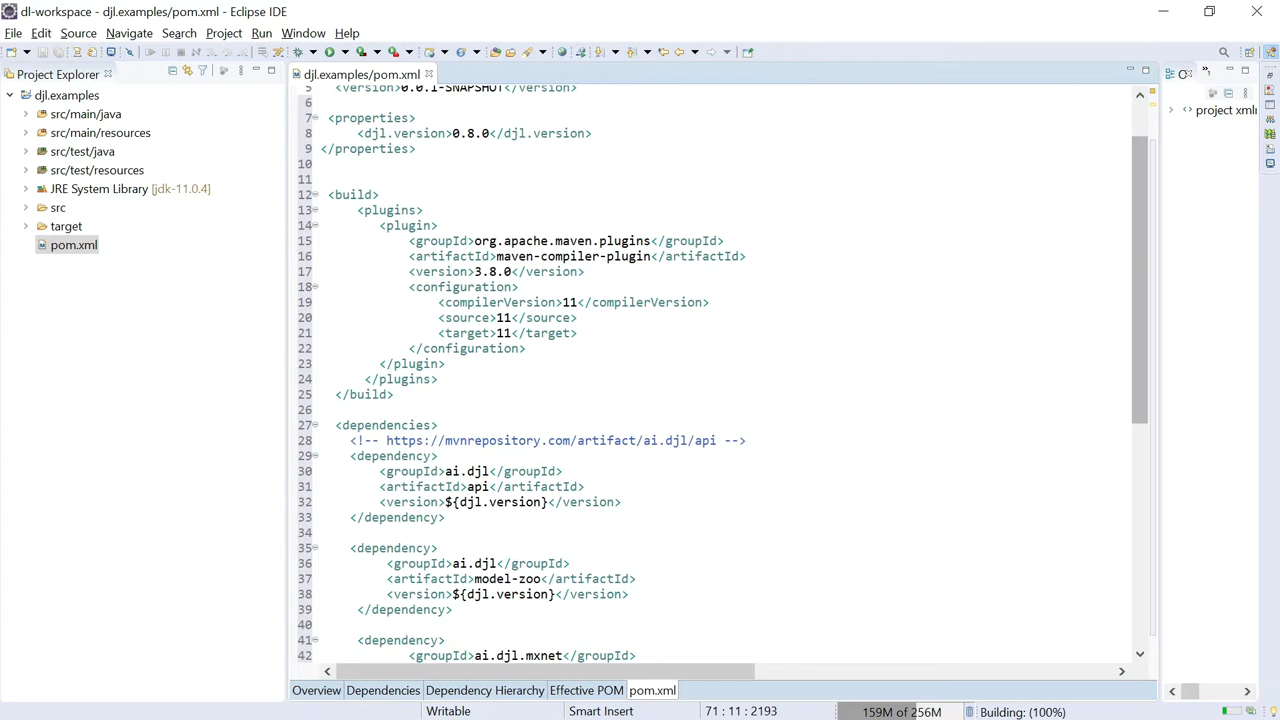 dl-workspace - djl.examples/pom.xml - Eclipse IDE
File Edit Source Navigate Search Project Run Window Help
Project Explorer
djl.examples
src/main/java
src/main/resources
src/test/java
src/test/resources
JRE System Library [jdk-11.0.4]
src
target
pom.xml
djl.examples/pom.xml
5 <version>0.0.1-SNAPSHOT</version>
6
7 <properties>
8 <djl.version>0.8.0</djl.version>
9 </properties>
10
11
12 <build>
13 <plugins>
14 <plugin>
15 <groupId>org.apache.maven.plugins</groupId>
16 <artifactId>maven-compiler-plugin</artifactId>
17 <version>3.8.0</version>
18 <configuration>
19 <compilerVersion>11</compilerVersion>
20 <source>11</source>
21 <target>11</target>
22 </configuration>
23 </plugin>
24 </plugins>
25 </build>
26
27 <dependencies>
28 <!-- https://mvnrepository.com/artifact/ai.djl/api -->
29 <dependency>
30 <groupId>ai.djl</groupId>
31 <artifactId>api</artifactId>
32 <version>${djl.version}</version>
33 </dependency>
34
35 <dependency>
36 <groupId>ai.djl</groupId>
37 <artifactId>model-zoo</artifactId>
38 <version>${djl.version}</version>
39 </dependency>
40
41 <dependency>
42 <groupId>ai.djl.mxnet</groupId>
project xmln
Overview Dependencies Dependency Hierarchy Effective POM pom.xml
Writable Smart Insert 71 : 11 : 2193 159M of 256M Building: (100%)